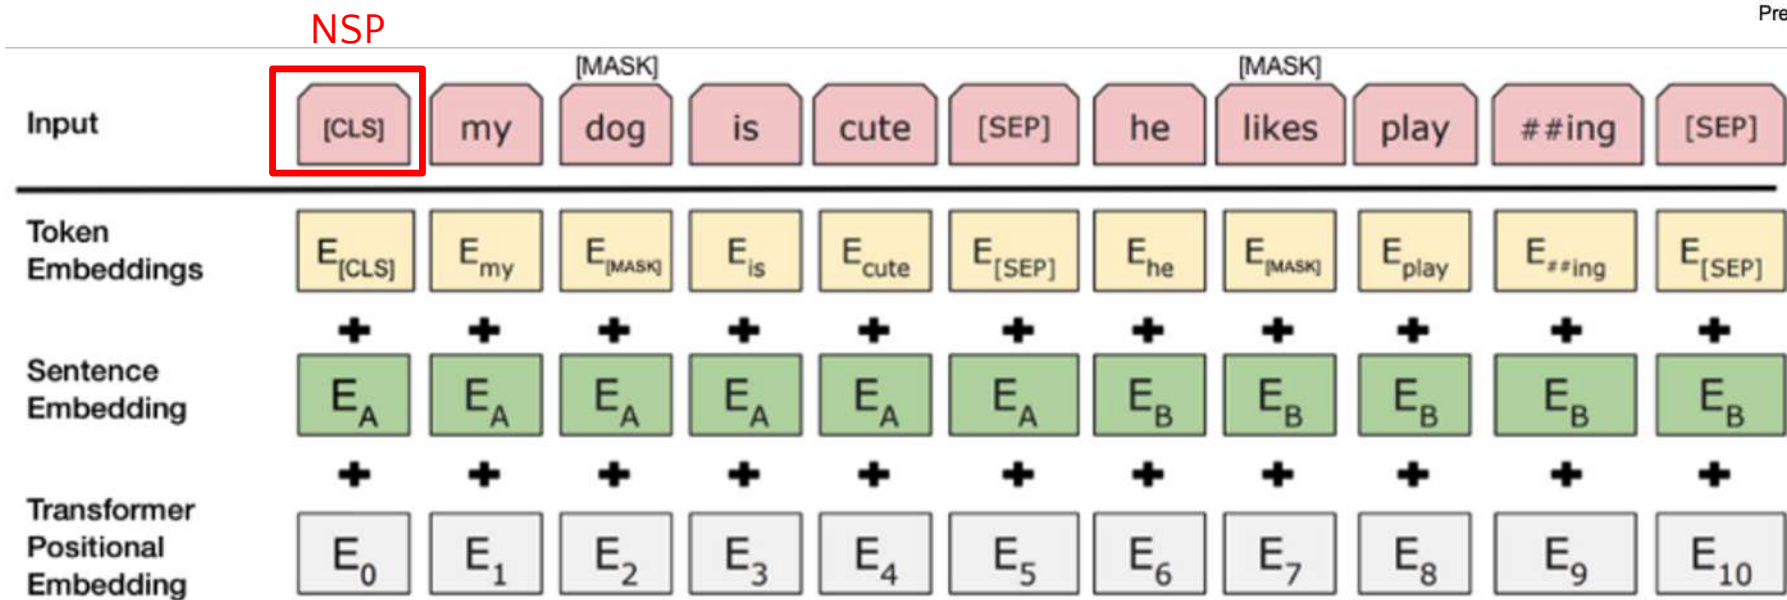 Pre
NSP
[MASK] [MASK]
Input [CLS] my dog is cute [SEP] he likes play ##ing [SEP]
Token
Embeddings E[CLS] Emy E[MASK] Eis Ecute E[SEP] Ehe E[MASK] Eplay E##ing E[SEP]
+ + + + + + + + + + +
Sentence
Embedding EA EA EA EA EA EA EB EB EB EB EB
+ + + + + + + + + + +
Transformer
Positional
Embedding E0 E1 E2 E3 E4 E5 E6 E7 E8 E9 E10